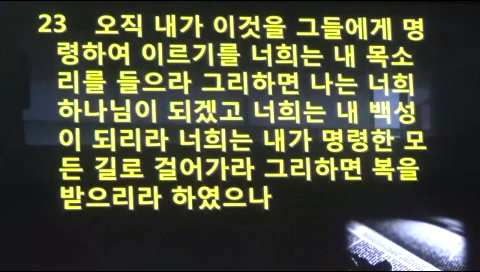 23 오직 내가 이것을 그들에게 명
령하여 이르기를 너희는 내 목소
리를 들으라 그리하면 나는 너희
하나님이 되겠고 너희는 내 백성
이 되리라 너희는 내가 명령한 모
든 길로 걸어가라 그리하면 복을
받으리라 하였으나